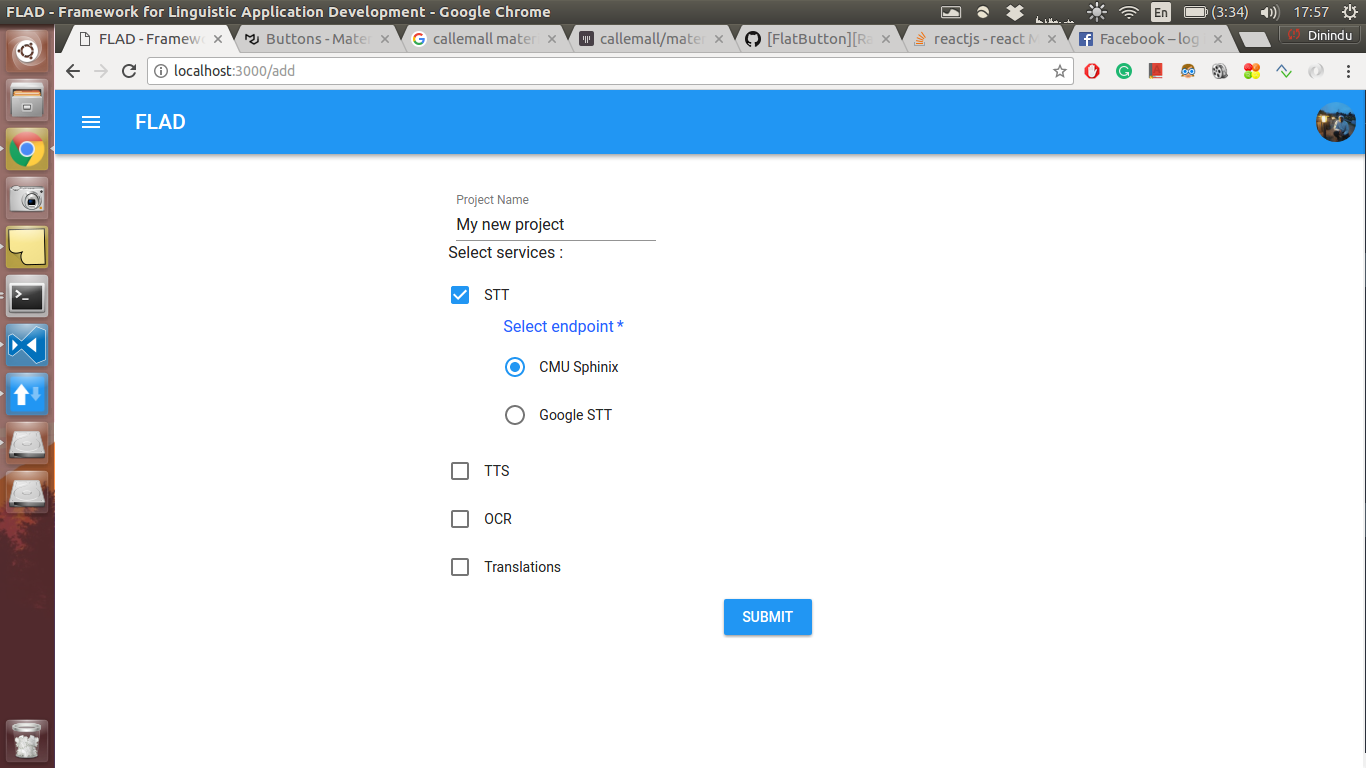 FLAD - Framework for Linguistic Application Development - Google Chrome
En (3:34) 17:57
FLAD - Framew
Buttons - Mate
callemall mater
callemall/mate
[FlatButton][Ra
reactjs - react M
Facebook – log
Dinindu
localhost:3000/add
FLAD
Project Name
My new project
Select services :
STT
Select endpoint *
CMU Sphinix
Google STT
TTS
OCR
Translations
SUBMIT